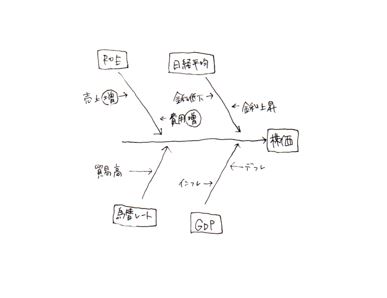 ROE
日経平均
売上増
金利低下
費用増
金利上昇
株価
貿易高
インフレ
デフレ
為替レート
GDP